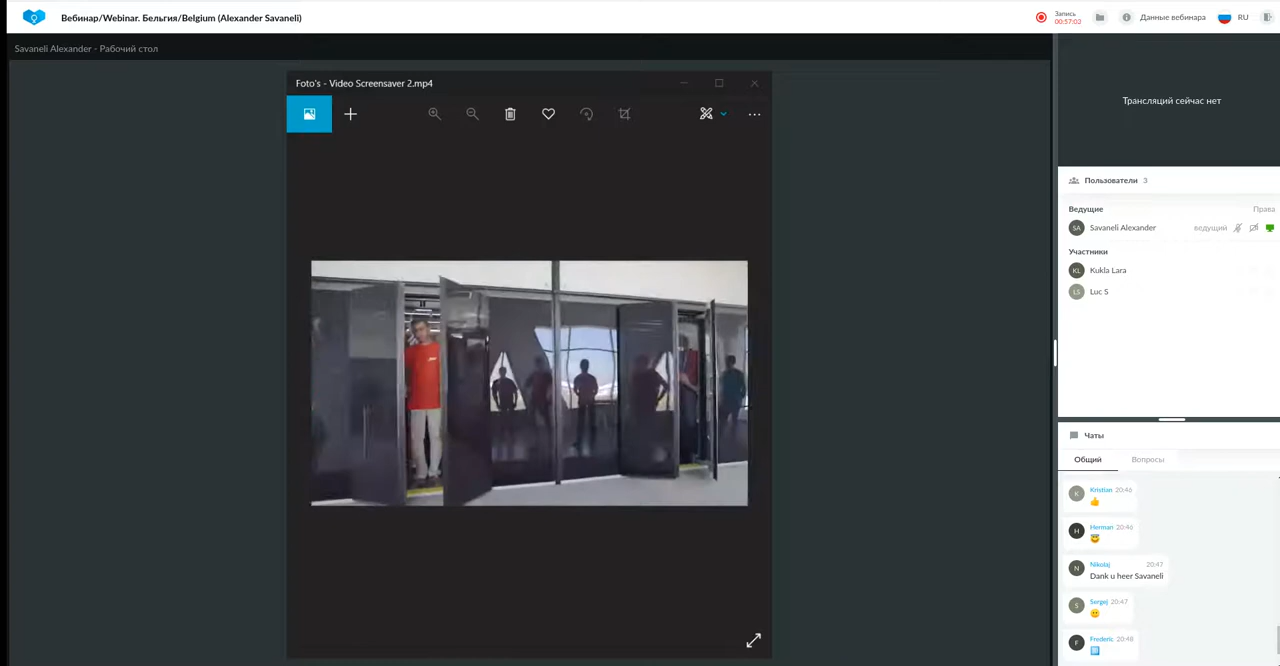 Вебинар/Webinar. Бельгия/Belgium (Alexander Savaneli)
Запись
00:57:02
Данные вебинара
RU
Savaneli Alexander - Рабочий стол
Foto's - Video Screensaver 2.mp4
Трансляций сейчас нет
Пользователи 3
Ведущие Права
SA Savaneli Alexander ведущий
Участники
KL Kukla Lara
LS Luc S
Чаты
Общий Вопросы
K Kristian 20:46
H Herman 20:46
N Nikolaj 20:47
Dank u heer Savaneli
S Sergej 20:47
F Frederic 20:48